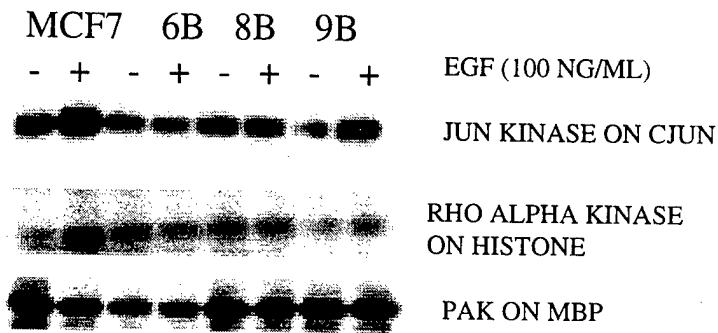 MCF7 6B 8B 9B
- + - + - + - + EGF (100 NG/ML)
JUN KINASE ON CJUN
RHO ALPHA KINASE
ON HISTONE
PAK ON MBP